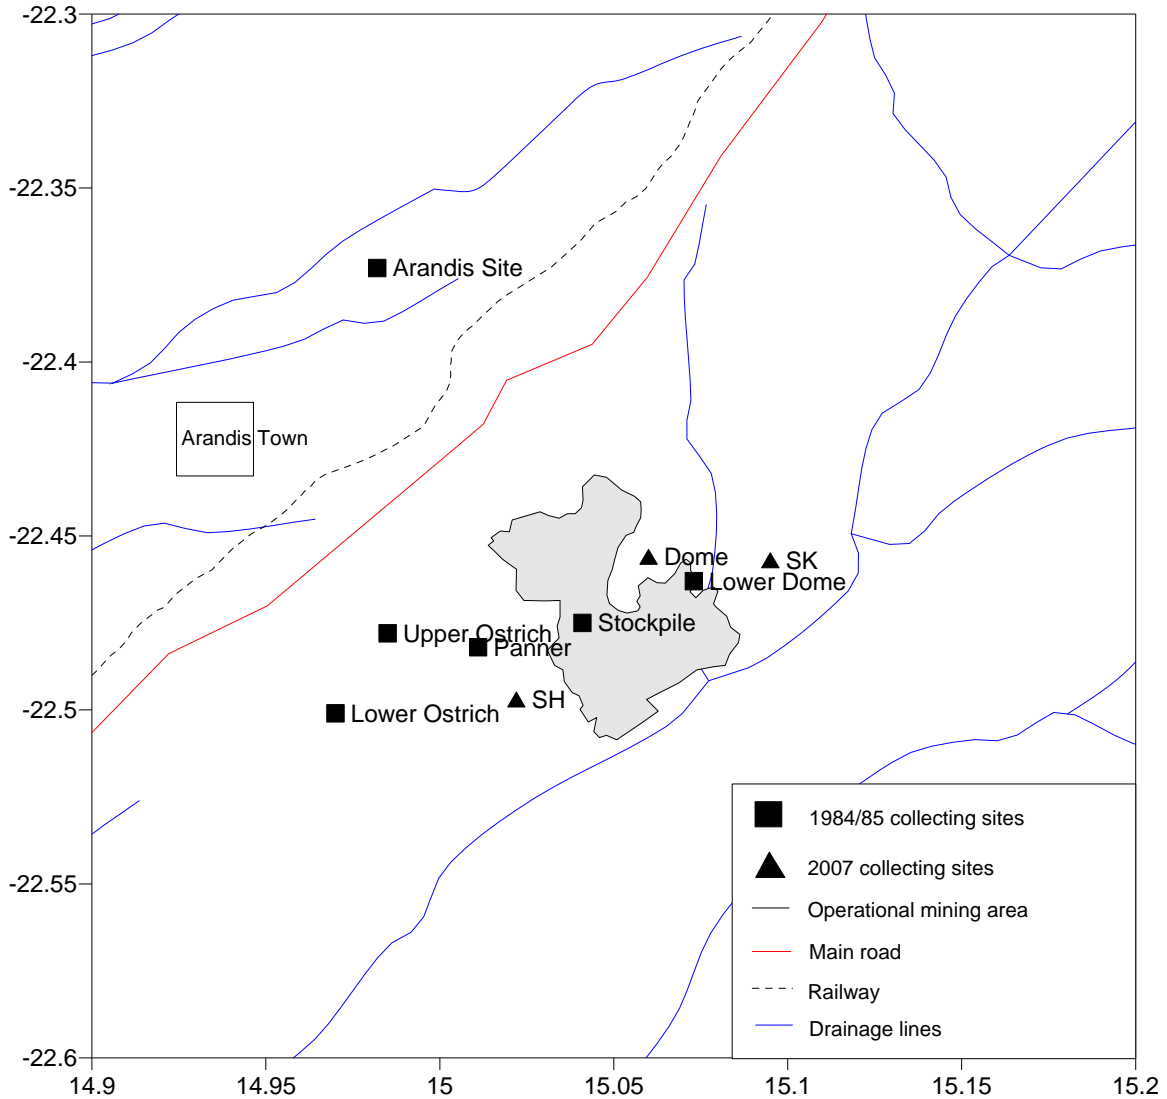 -22.3
-22.35
Arandis Site
-22.4
Arandis Town
-22.45
Dome
SK
Lower Dome
Stockpile
Upper Ostrich
Panner
SH
-22.5
Lower Ostrich
1984/85 collecting sites
-22.55
2007 collecting sites
Operational mining area
Main road
Railway
Drainage lines
-22.6
14.9
14.95
15
15.05
15.1
15.15
15.2